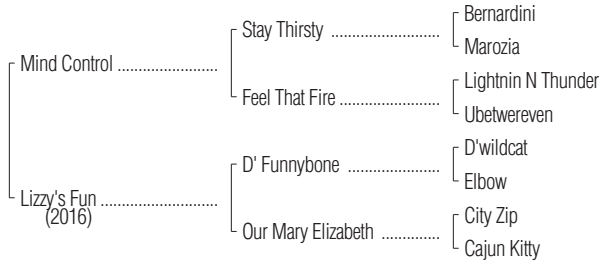 Bernardini
Stay Thirsty ......................
Marozia
Mind Control ....................
Lightnin N Thunder
Feel That Fire ....................
Ubetwereven
D'wildcat
D' Funnybone ..................
Elbow
Lizzy's Fun .......................
(2016)
City Zip
Our Mary Elizabeth ...........
Cajun Kitty